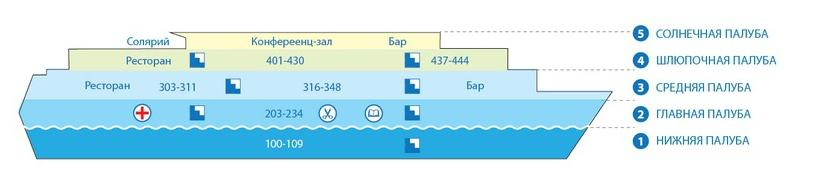 Солярий Конфереенц-зал Бар 5 СОЛНЕЧНАЯ ПАЛУБА
Ресторан 401-430 437-444 4 ШЛЮПОЧНАЯ ПАЛУБА
Ресторан 303-311 316-348 Бар 3 СРЕДНЯЯ ПАЛУБА
203-234 2 ГЛАВНАЯ ПАЛУБА
100-109 1 НИЖНЯЯ ПАЛУБА